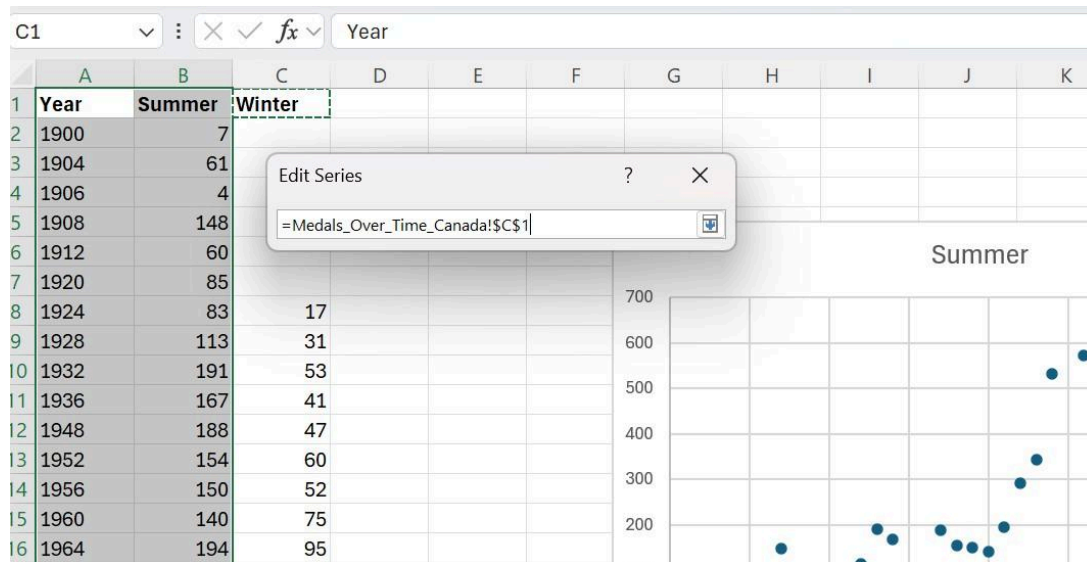 C1 fx Year
A B C D E F G H I J K
1 Year Summer Winter
2 1900 7
3 1904 61
4 1906 4
5 1908 148
6 1912 60
7 1920 85
8 1924 83 17
9 1928 113 31
10 1932 191 53
11 1936 167 41
12 1948 188 47
13 1952 154 60
14 1956 150 52
15 1960 140 75
16 1964 194 95
Edit Series ?
=Medals_Over_Time_Canada!$C$1
Summer
700
600
500
400
300
200